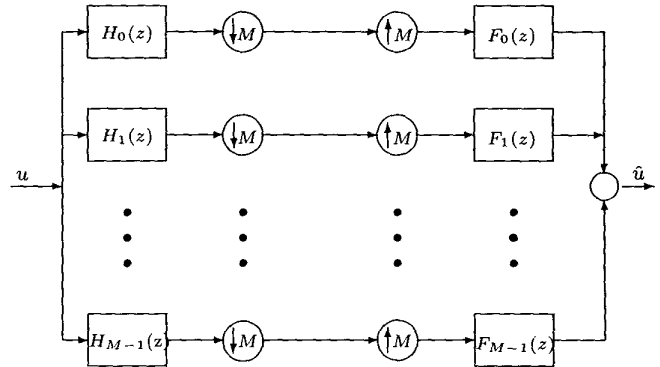 H₀(z) ↓M ↑M F₀(z)
H₁(z) ↓M ↑M F₁(z)
u û
H_{M−1}(z) ↓M ↑M F_{M−1}(z)